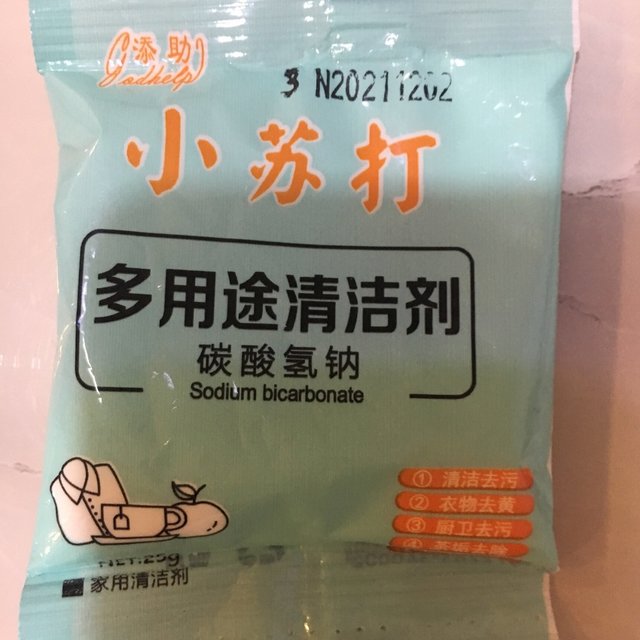 添助
Godhelp
3 N20211202
小苏打
多用途清洁剂
碳酸氢钠
Sodium bicarbonate
① 清洁去污
② 衣物去黄
③ 厨卫去污
NET:25g
家用清洁剂